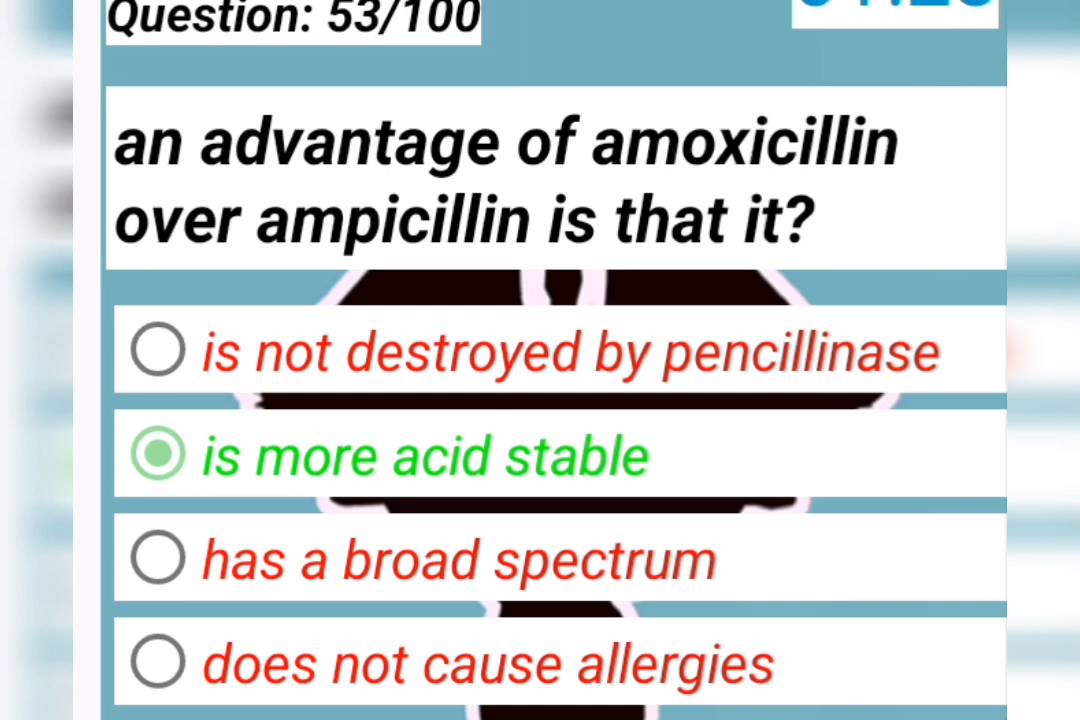 Question: 53/100
an advantage of amoxicillin
over ampicillin is that it?
is not destroyed by pencillinase
is more acid stable
has a broad spectrum
does not cause allergies